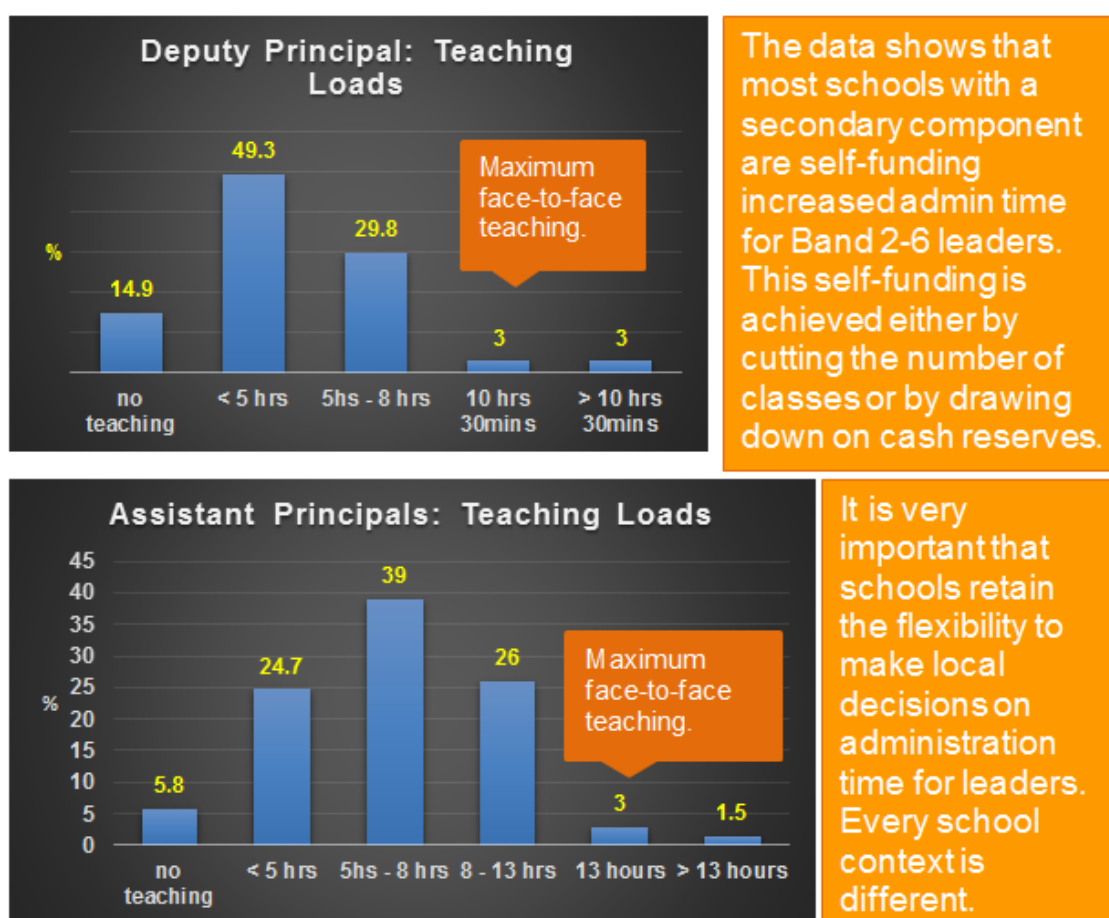 Deputy Principal: Teaching
Loads
%
14.9
49.3
29.8
3
3
Maximum
face-to-face
teaching.
no
teaching
< 5 hrs
5hs - 8 hrs
10 hrs
30mins
> 10 hrs
30mins
The data shows that
most schools with a
secondary component
are self-funding
increased admin time
for Band 2-6 leaders.
This self-funding is
achieved either by
cutting the number of
classes or by drawing
down on cash reserves.
Assistant Principals: Teaching Loads
45
40
35
30
25
20
15
10
5
0
%
5.8
24.7
39
26
3
1.5
Maximum
face-to-face
teaching.
no
teaching
< 5 hrs
5hs - 8 hrs
8 - 13 hrs
13 hours
> 13 hours
It is very
important that
schools retain
the flexibility to
make local
decisions on
administration
time for leaders.
Every school
context is
different.